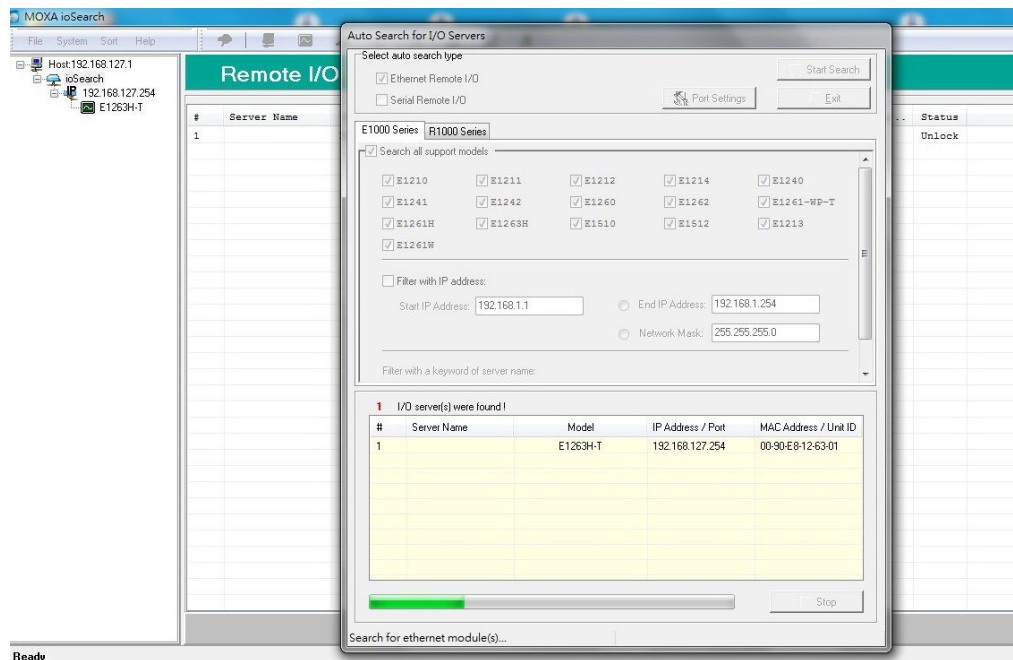 MOXA ioSearch
File System Sort Help
Host:192.168.127.1
ioSearch
192.168.127.254
E1263H-T
Remote I/O
# Server Name .. Status
1 Unlock
Auto Search for I/O Servers
Select auto search type
Ethernet Remote I/O
Serial Remote I/O
Start Search
Port Settings
Exit
E1000 Series R1000 Series
Search all support models
E1210 E1211 E1212 E1214 E1240
E1241 E1242 E1260 E1262 E1261-WP-T
E1261H E1263H E1510 E1512 E1213
E1261W
Filter with IP address:
Start IP Address: 192.168.1.1 End IP Address: 192.168.1.254
Network Mask: 255.255.255.0
Filter with a keyword of server name:
1 I/O server(s) were found !
# Server Name Model IP Address / Port MAC Address / Unit ID
1 E1263H-T 192.168.127.254 00-90-E8-12-63-01
Stop
Search for ethernet module(s)...
Ready